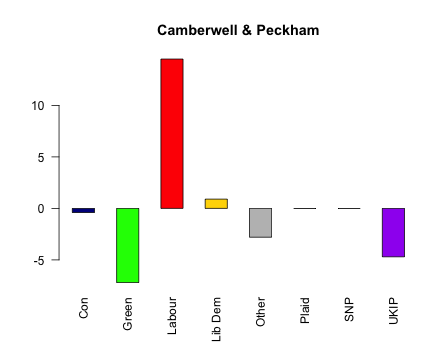 Camberwell & Peckham
10
5
0
-5
Con
Green
Labour
Lib Dem
Other
Plaid
SNP
UKIP